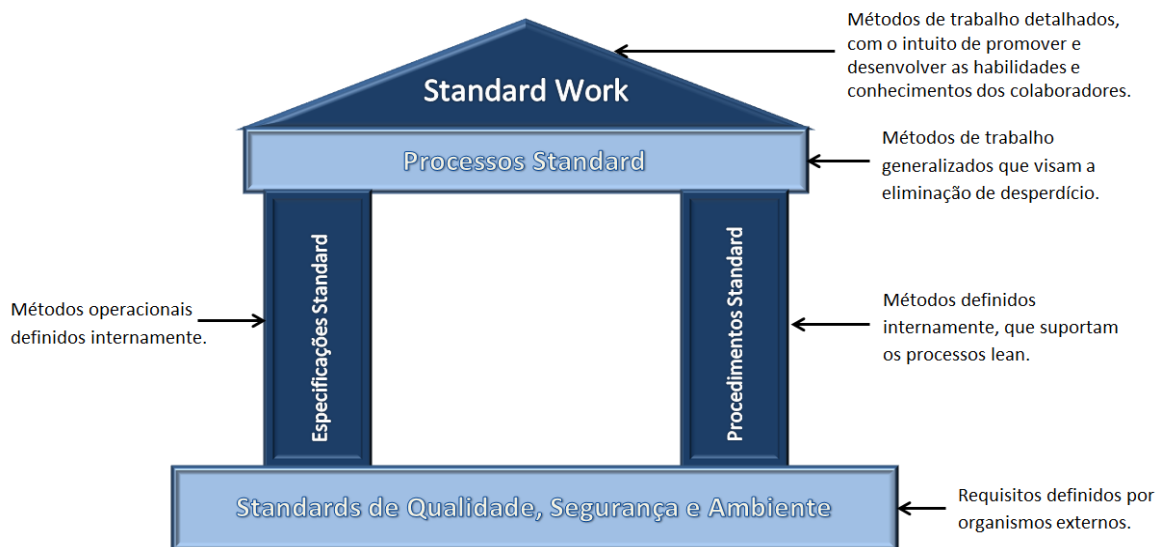 Métodos de trabalho detalhados,
com o intuito de promover e
desenvolver as habilidades e
conhecimentos dos colaboradores.
Standard Work
Processos Standard
Métodos de trabalho
generalizados que visam a
eliminação de desperdício.
Métodos operacionais
definidos internamente.
Especificações Standard
Procedimentos Standard
Métodos definidos
internamente, que suportam
os processos lean.
Standards de Qualidade, Segurança e Ambiente
Requisitos definidos por
organismos externos.